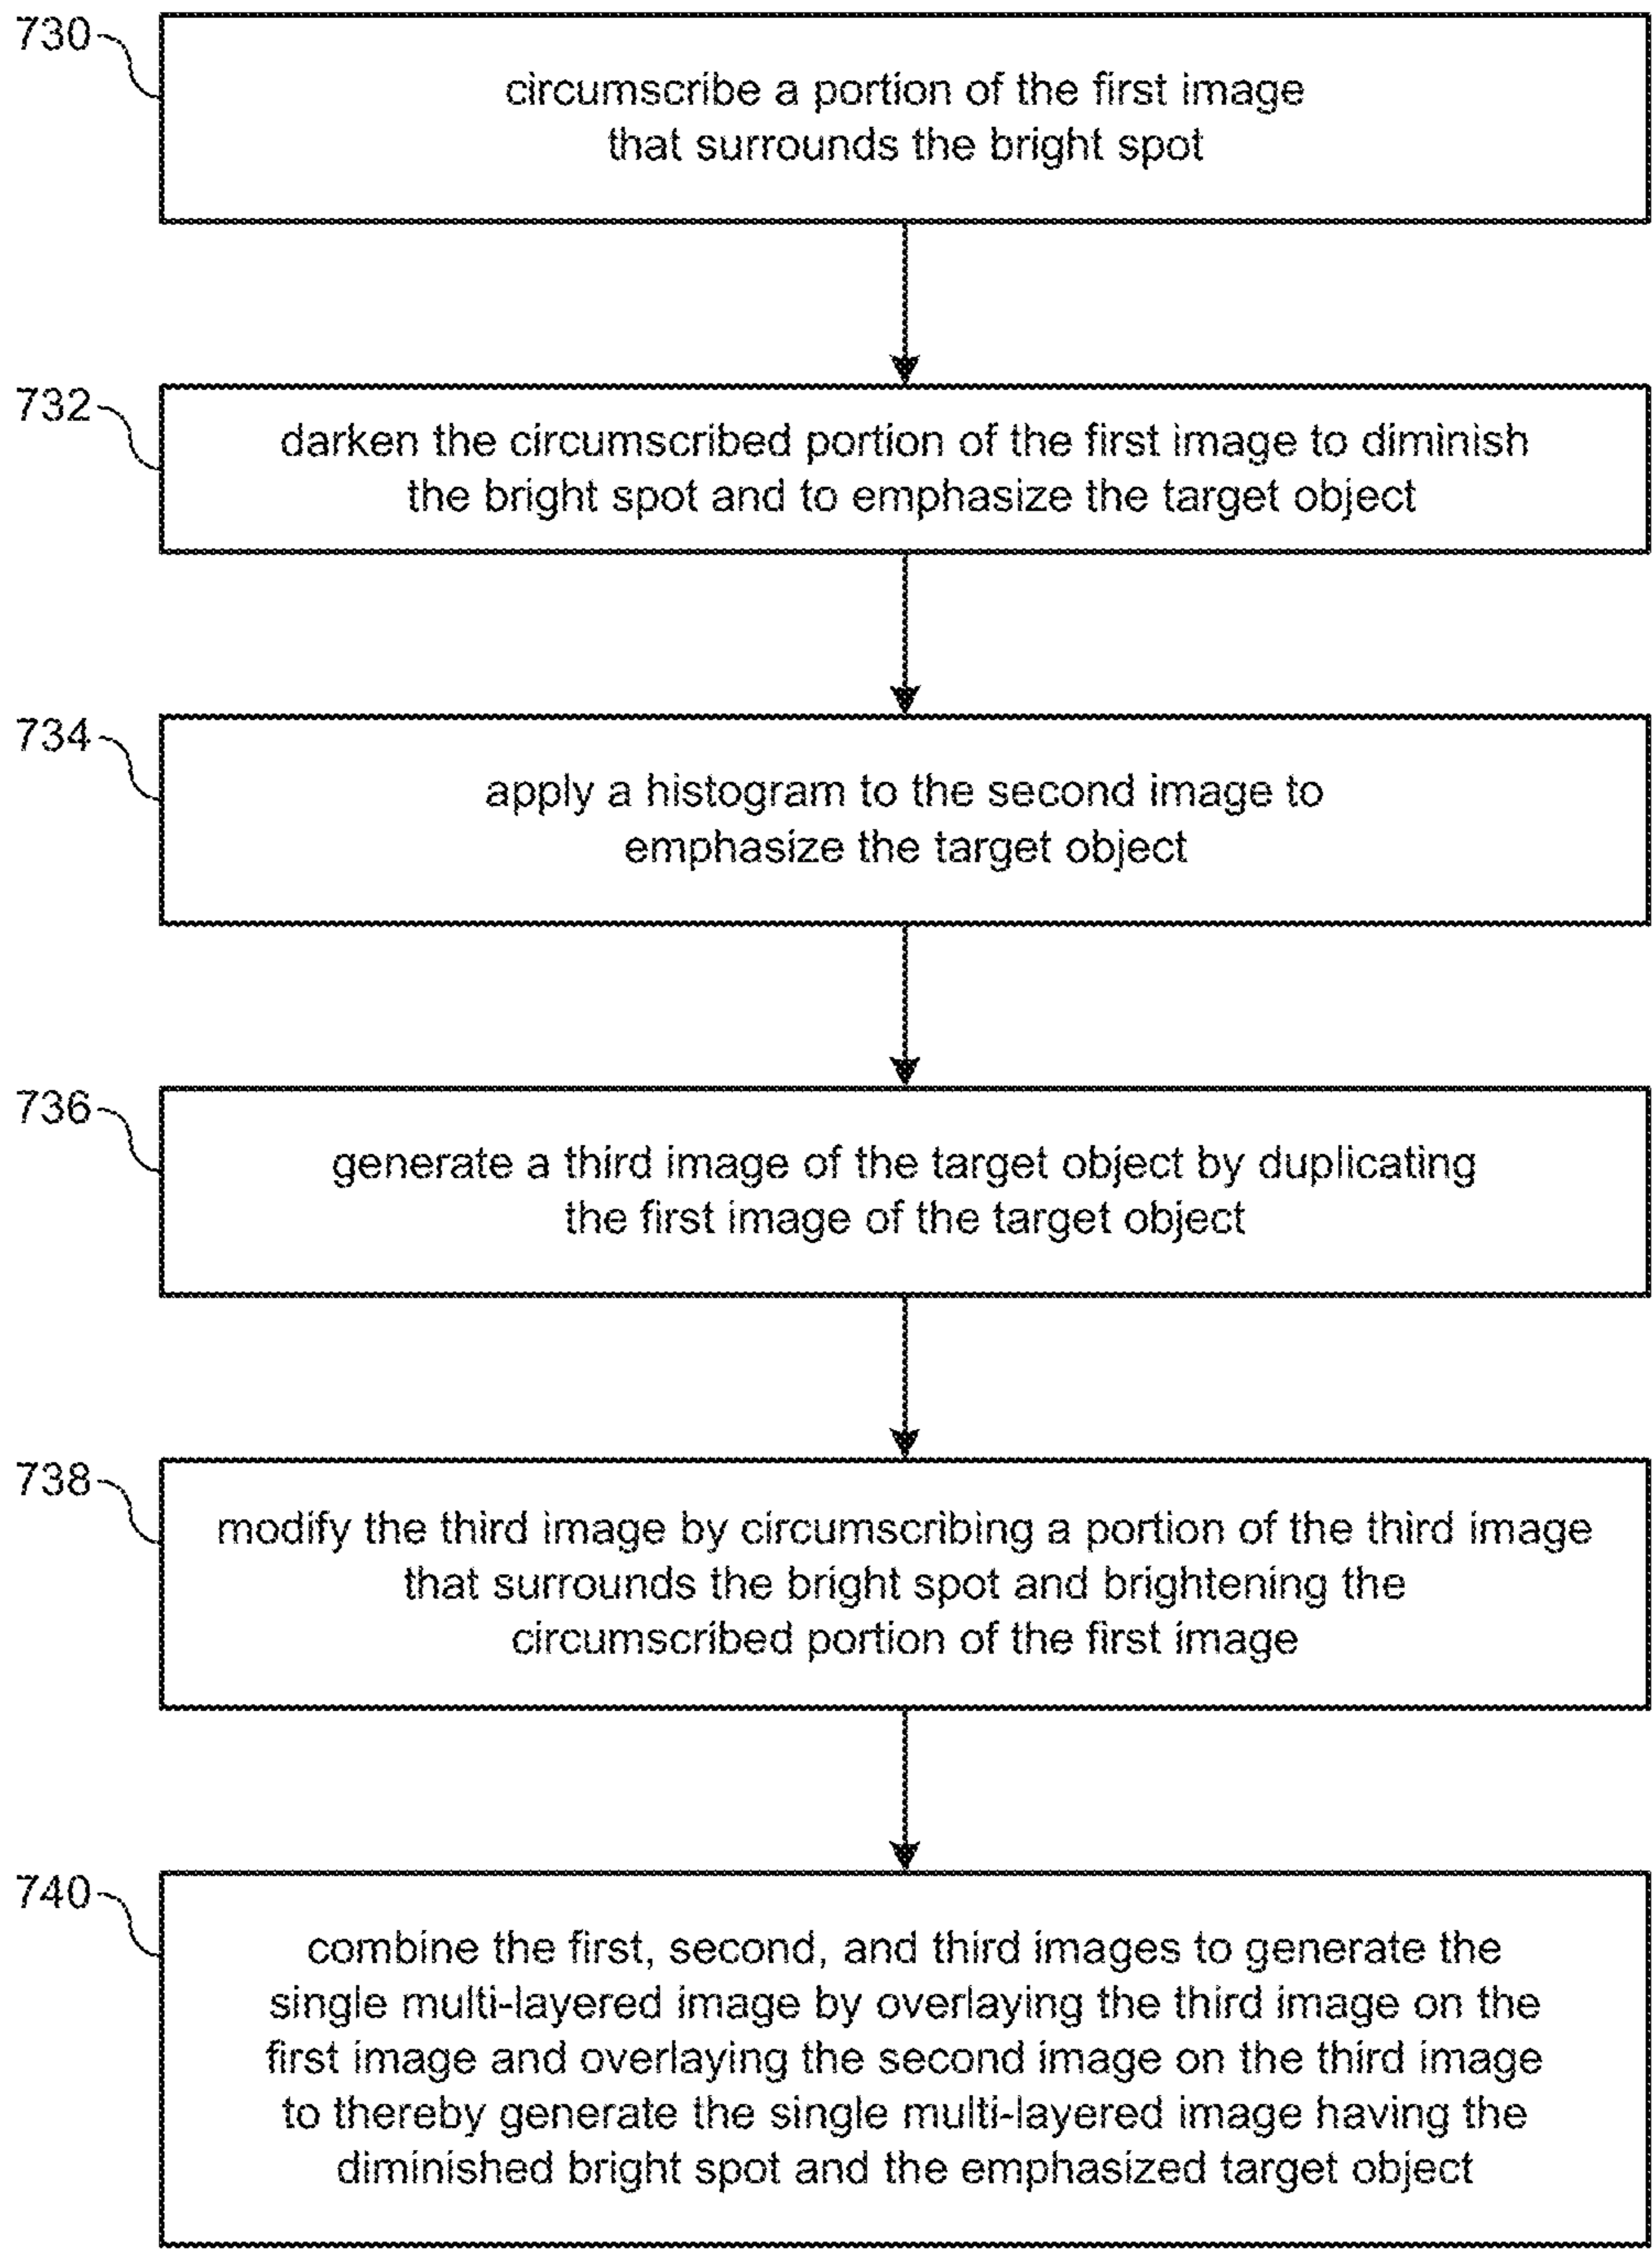 730
circumscribe a portion of the first image
that surrounds the bright spot
732
darken the circumscribed portion of the first image to diminish
the bright spot and to emphasize the target object
734
apply a histogram to the second image to
emphasize the target object
736
generate a third image of the target object by duplicating
the first image of the target object
738
modify the third image by circumscribing a portion of the third image
that surrounds the bright spot and brightening the
circumscribed portion of the first image
740
combine the first, second, and third images to generate the
single multi-layered image by overlaying the third image on the
first image and overlaying the second image on the third image
to thereby generate the single multi-layered image having the
diminished bright spot and the emphasized target object